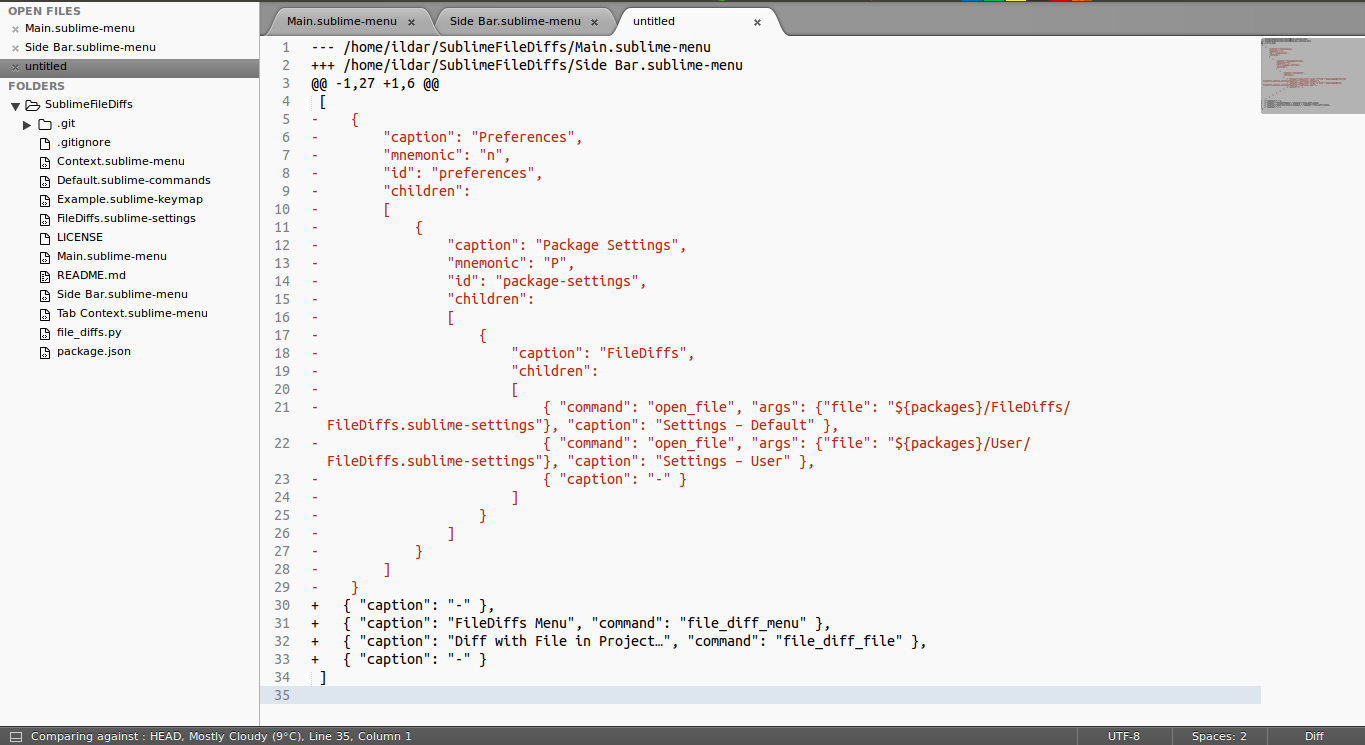 OPEN FILES
Main.sublime-menu
Side Bar.sublime-menu
untitled
FOLDERS
SublimeFileDiffs
.git
.gitignore
Context.sublime-menu
Default.sublime-commands
Example.sublime-keymap
FileDiffs.sublime-settings
LICENSE
Main.sublime-menu
README.md
Side Bar.sublime-menu
Tab Context.sublime-menu
file_diffs.py
package.json
Main.sublime-menu × Side Bar.sublime-menu × untitled ×
1 --- /home/ildar/SublimeFileDiffs/Main.sublime-menu
2 +++ /home/ildar/SublimeFileDiffs/Side Bar.sublime-menu
3 @@ -1,27 +1,6 @@
4  [
5 -    {
6 -        "caption": "Preferences",
7 -        "mnemonic": "n",
8 -        "id": "preferences",
9 -        "children":
10 -        [
11 -            {
12 -                "caption": "Package Settings",
13 -                "mnemonic": "P",
14 -                "id": "package-settings",
15 -                "children":
16 -                [
17 -                    {
18 -                        "caption": "FileDiffs",
19 -                        "children":
20 -                        [
21 -                            { "command": "open_file", "args": {"file": "${packages}/FileDiffs/
FileDiffs.sublime-settings"}, "caption": "Settings – Default" },
22 -                            { "command": "open_file", "args": {"file": "${packages}/User/
FileDiffs.sublime-settings"}, "caption": "Settings – User" },
23 -                            { "caption": "-" }
24 -                        ]
25 -                    }
26 -                ]
27 -            }
28 -        ]
29 -    }
30 +   { "caption": "-" },
31 +   { "caption": "FileDiffs Menu", "command": "file_diff_menu" },
32 +   { "caption": "Diff with File in Project…", "command": "file_diff_file" },
33 +   { "caption": "-" }
34  ]
35
Comparing against : HEAD, Mostly Cloudy (9°C), Line 35, Column 1 UTF-8 Spaces: 2 Diff